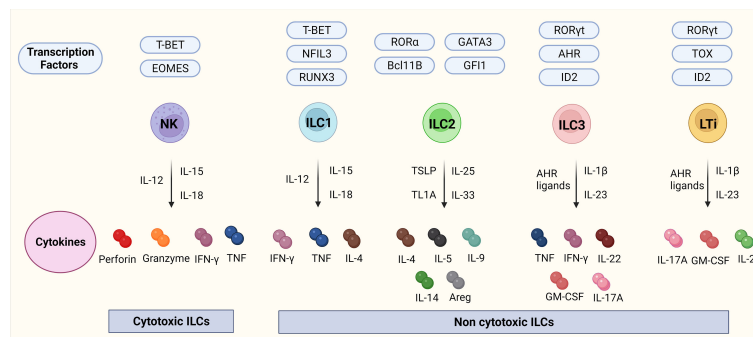 Transcription
Factors
T-BET
EOMES
T-BET
NFIL3
RUNX3
RORα
GATA3
Bcl11B
GFI1
RORγt
AHR
ID2
RORγt
TOX
ID2
NK
ILC1
ILC2
ILC3
LTi
IL-12
IL-15
IL-18
IL-12
IL-15
IL-18
TSLP
IL-25
TL1A
IL-33
AHR
ligands
IL-1β
IL-23
AHR
ligands
IL-1β
IL-23
Cytokines
Perforin
Granzyme
IFN-γ
TNF
IFN-γ
TNF
IL-4
IL-4
IL-5
IL-9
IL-14
Areg
TNF
IFN-γ
IL-22
GM-CSF
IL-17A
IL-17A
GM-CSF
Cytotoxic ILCs
Non cytotoxic ILCs